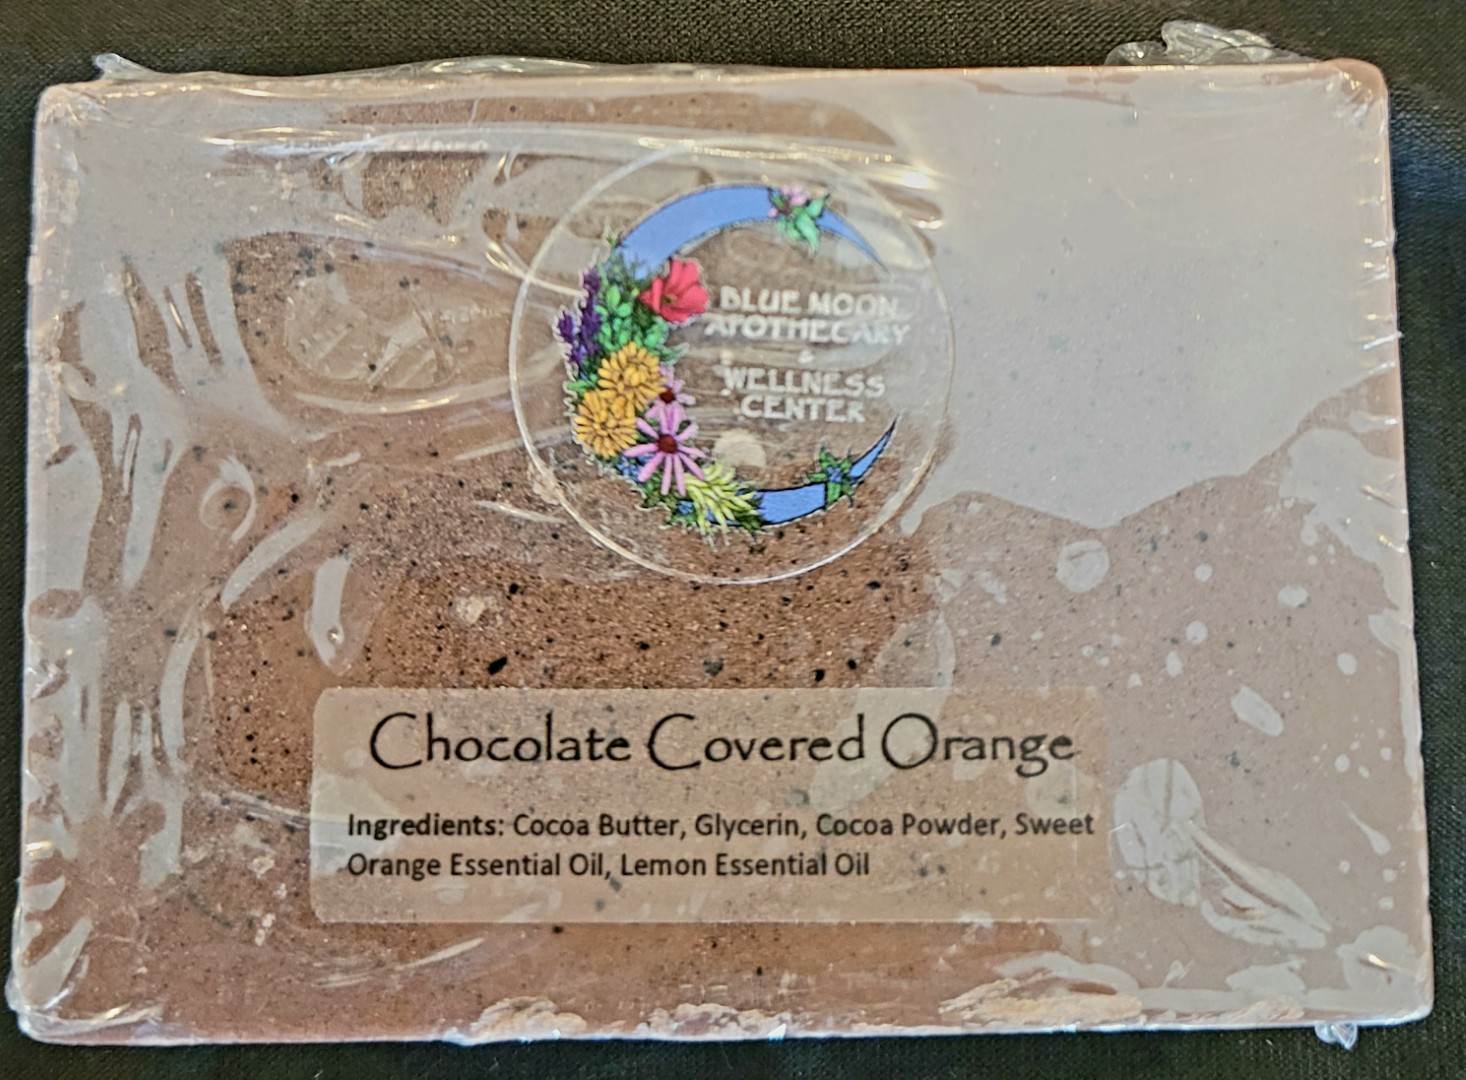 BLUE MOON
APOTHECARY
&
WELLNESS
CENTER
Chocolate Covered Orange
Ingredients: Cocoa Butter, Glycerin, Cocoa Powder, Sweet
Orange Essential Oil, Lemon Essential Oil